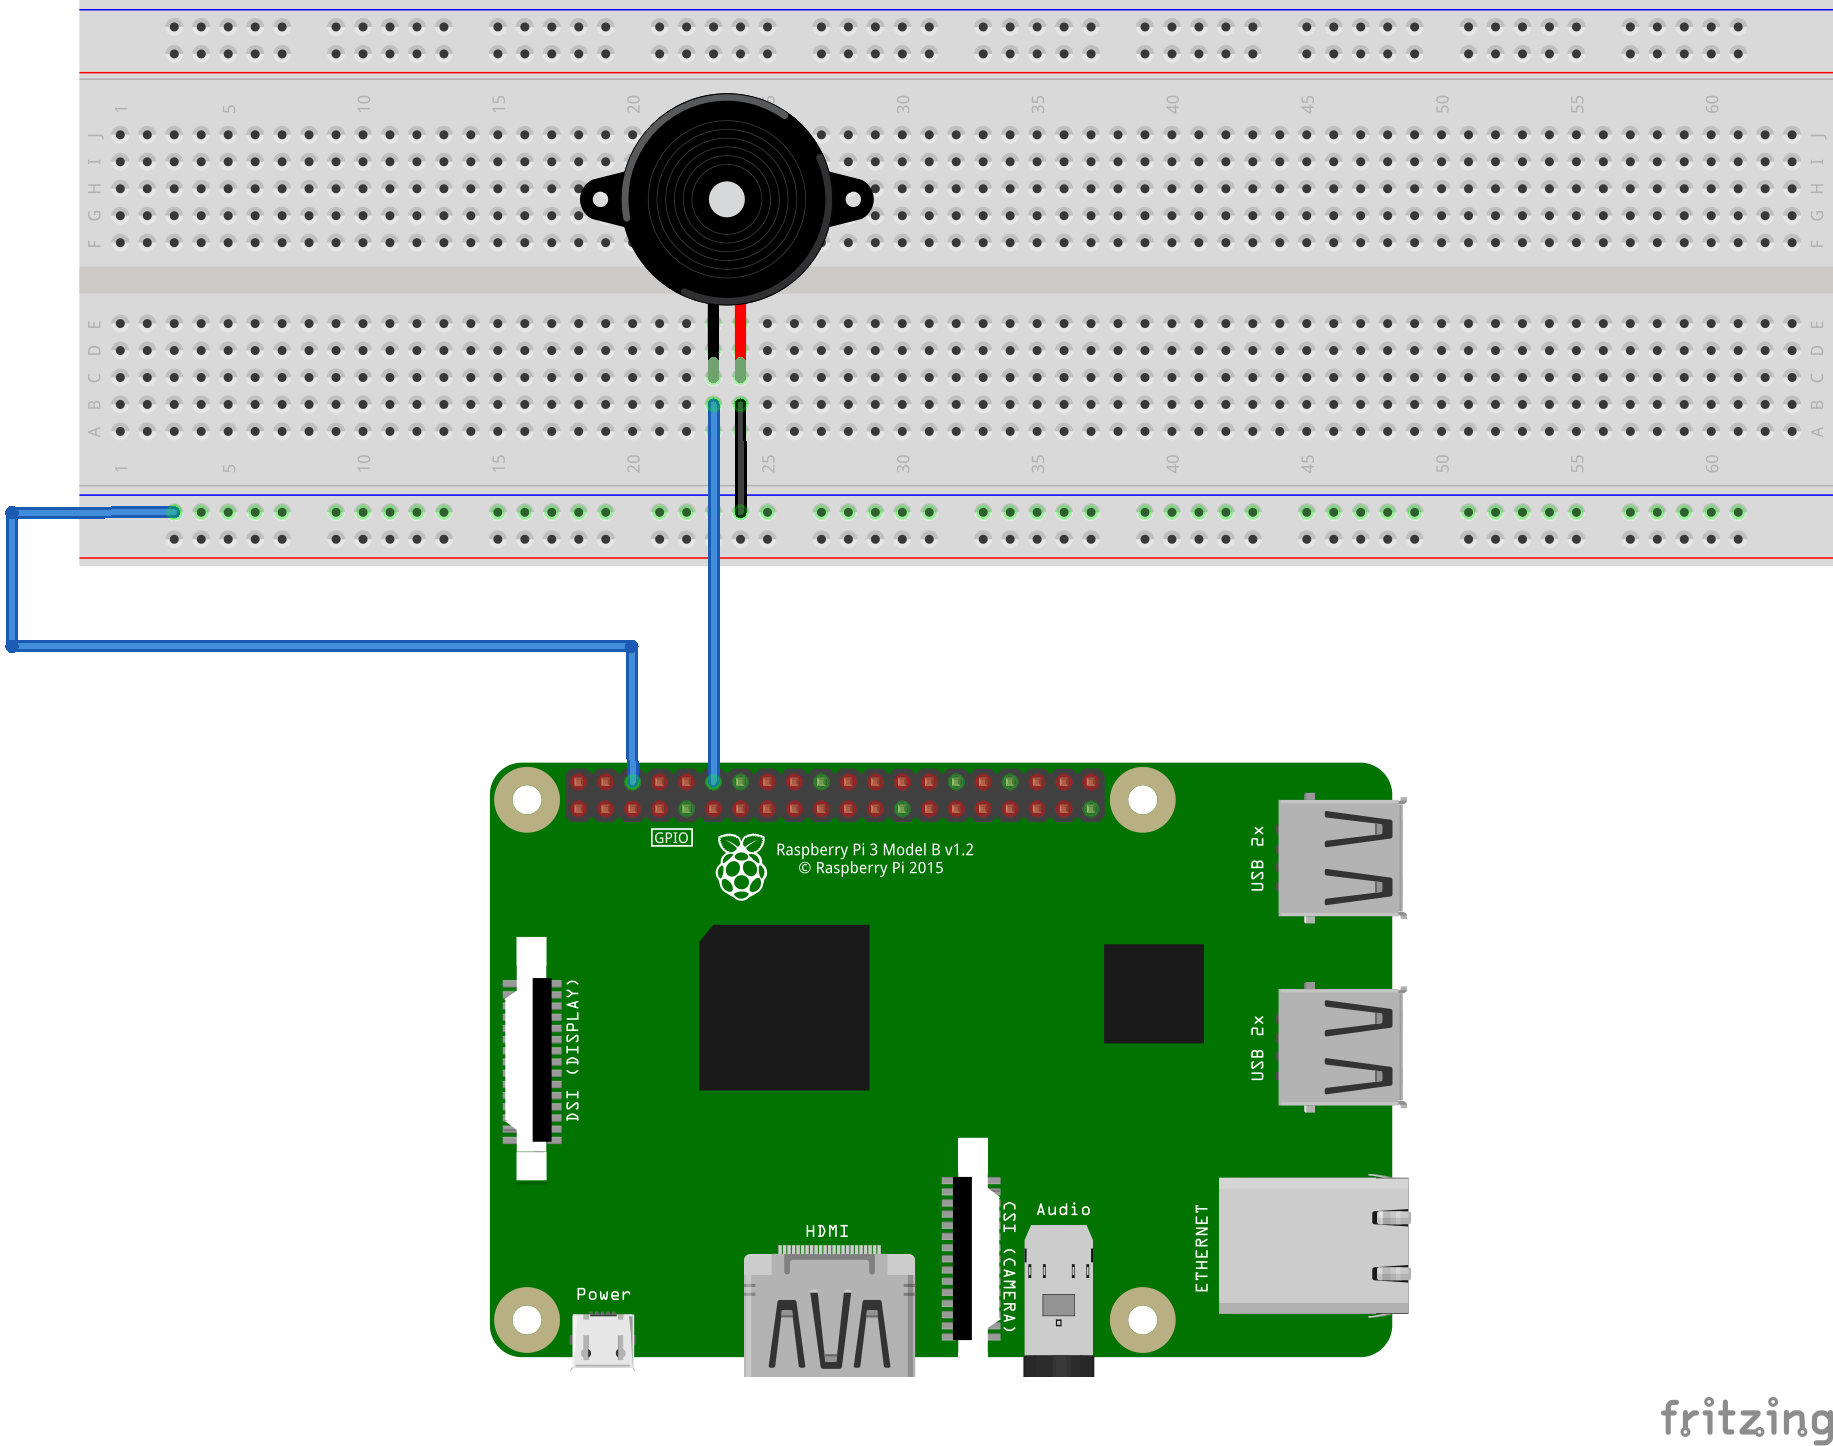 1 5 10 15 20 30 35 40 45 50 55 60
J J
I I
H H
G G
F F
E E
D D
C C
B B
A A
1 5 10 15 20 25 30 35 40 45 50 55 60
GPIO
Raspberry Pi 3 Model B v1.2
© Raspberry Pi 2015
USB 2x
DSI (DISPLAY)
USB 2x
CSI (CAMERA)
Audio
ETHERNET
HDMI
Power
fritzing